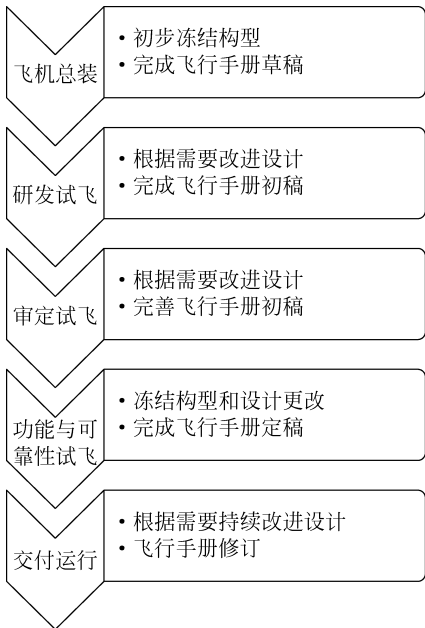 飞机总装
• 初步冻结构型
• 完成飞行手册草稿
研发试飞
• 根据需要改进设计
• 完成飞行手册初稿
审定试飞
• 根据需要改进设计
• 完善飞行手册初稿
功能与可
靠性试飞
• 冻结构型和设计更改
• 完成飞行手册定稿
交付运行
• 根据需要持续改进设计
• 飞行手册修订